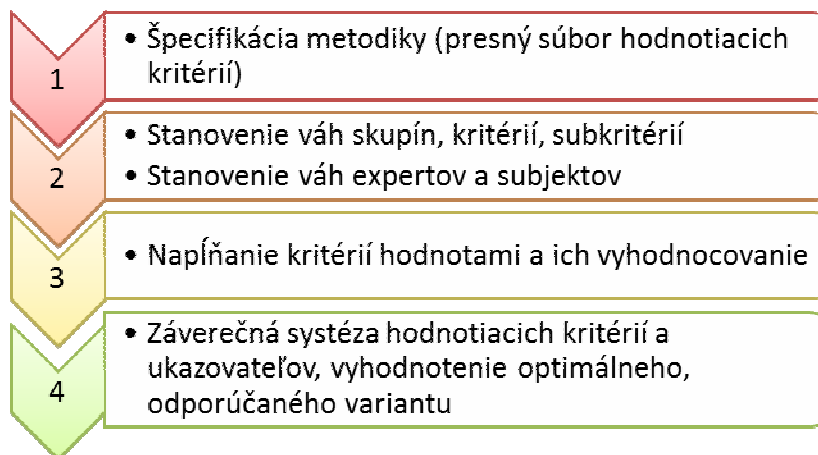 1
• Špecifikácia metodiky (presný súbor hodnotiacich
kritérií)
2
• Stanovenie váh skupín, kritérií, subkritérií
• Stanovenie váh expertov a subjektov
3
• Napĺňanie kritérií hodnotami a ich vyhodnocovanie
4
• Záverečná systéza hodnotiacich kritérií a
ukazovateľov, vyhodnotenie optimálneho,
odporúčaného variantu